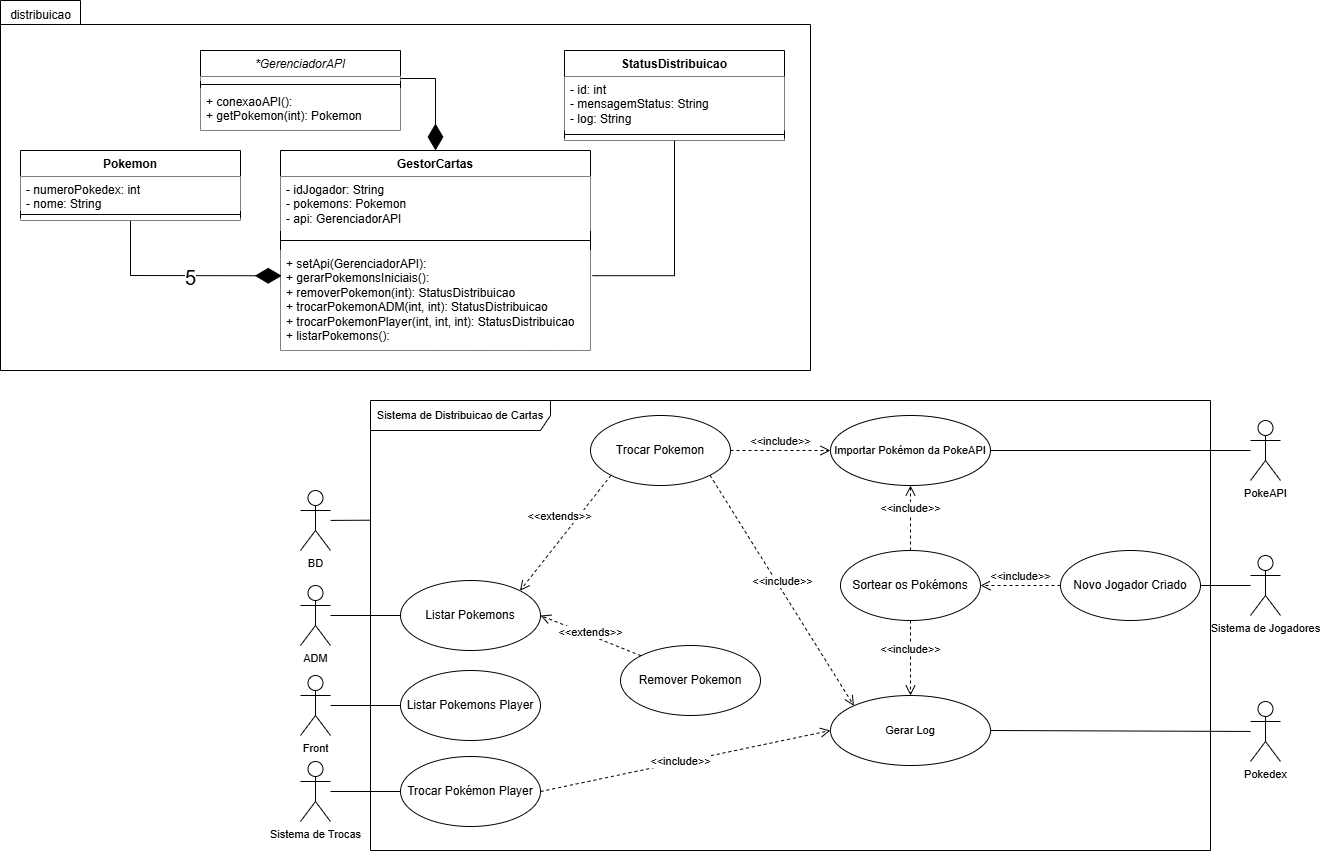 distribuicao
*GerenciadorAPI
+ conexaoAPI():
+ getPokemon(int): Pokemon
StatusDistribuicao
- id: int
- mensagemStatus: String
- log: String
Pokemon
- numeroPokedex: int
- nome: String
GestorCartas
- idJogador: String
- pokemons: Pokemon
- api: GerenciadorAPI
+ setApi(GerenciadorAPI):
+ gerarPokemonsIniciais():
+ removerPokemon(int): StatusDistribuicao
+ trocarPokemonADM(int, int): StatusDistribuicao
+ trocarPokemonPlayer(int, int, int): StatusDistribuicao
+ listarPokemons():
5
Sistema de Distribuicao de Cartas
Trocar Pokemon
<<include>>
Importar Pokémon da PokeAPI
PokeAPI
<<extends>>
<<include>>
BD
<<include>>
Sortear os Pokémons
<<include>>
Novo Jogador Criado
Sistema de Jogadores
Listar Pokemons
ADM
<<extends>>
<<include>>
Remover Pokemon
Listar Pokemons Player
Front
Gerar Log
Pokedex
<<include>>
Trocar Pokémon Player
Sistema de Trocas